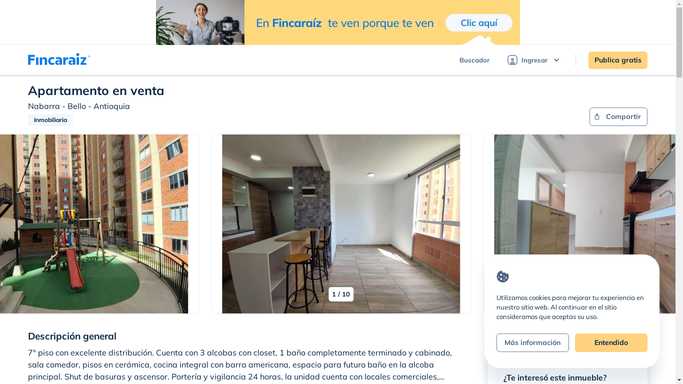 En Fincaraíz te ven porque te ven
Clic aquí
Fincaraíz
Buscador
Ingresar
Publica gratis
Apartamento en venta
Nabarra - Bello - Antioquia
Inmobiliaria
Compartir
1 / 10
Descripción general
7° piso con excelente distribución. Cuenta con 3 alcobas con closet, 1 baño completamente terminado y cabinado,
sala comedor, pisos en cerámica, cocina integral con barra americana, espacio para futuro baño en la alcoba
principal. Shut de basuras y ascensor. Portería y vigilancia 24 horas, la unidad cuenta con locales comerciales,...
Utilizamos cookies para mejorar tu experiencia en
nuestro sitio web. Al continuar en el sitio
consideramos que aceptas su uso.
Más información
Entendido
¿Te interesó este inmueble?